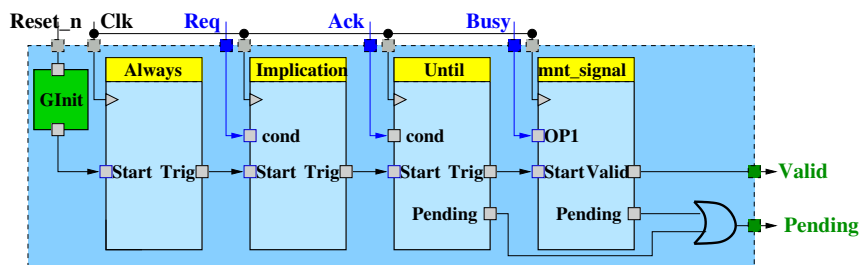 Reset_n Clk Req Ack Busy
Always Implication Until mnt_signal
GInit
cond cond OP1
Start Trig Start Trig Start Trig Start Valid Valid
Pending Pending Pending